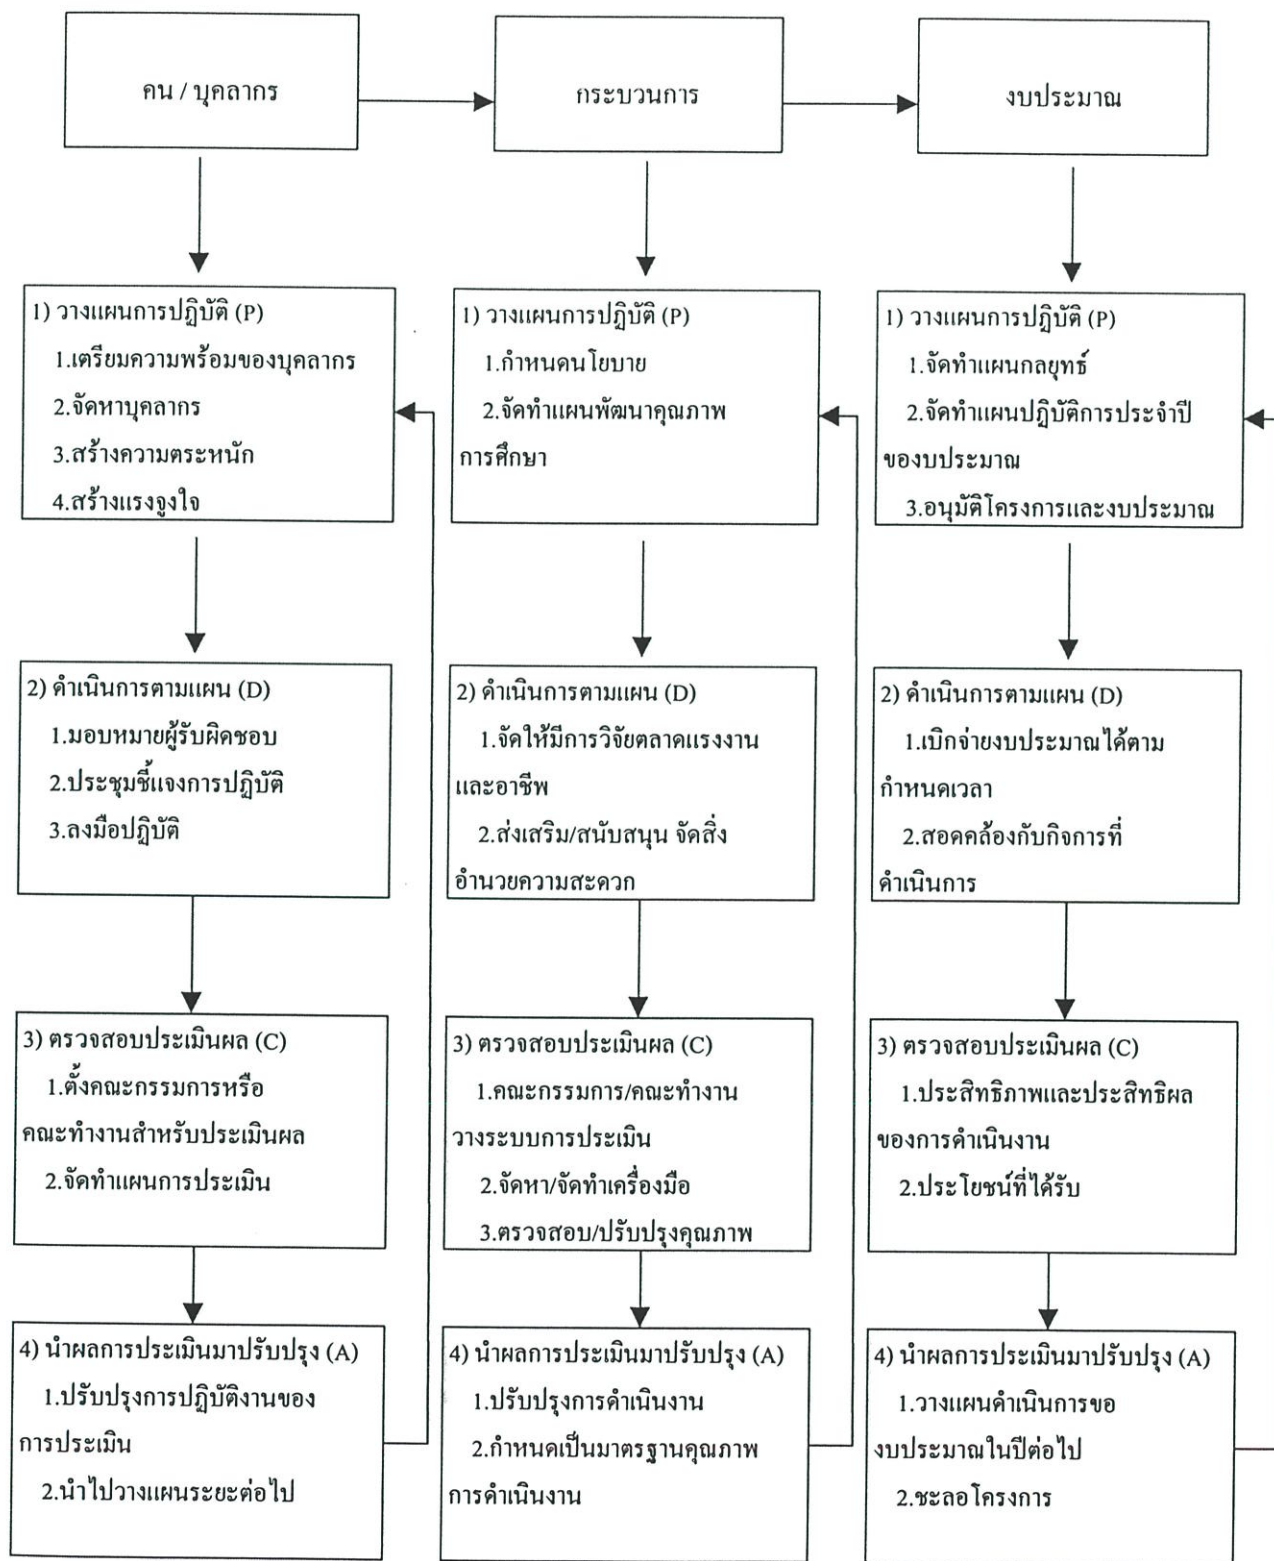 คน / บุคลากร
กระบวนการ
งบประมาณ
1) วางแผนการปฏิบัติ (P)
1.เตรียมความพร้อมของบุคลากร
2.จัดหาบุคลากร
3.สร้างความตระหนัก
4.สร้างแรงจูงใจ
1) วางแผนการปฏิบัติ (P)
1.กำหนดนโยบาย
2.จัดทำแผนพัฒนาคุณภาพ
การศึกษา
1) วางแผนการปฏิบัติ (P)
1.จัดทำแผนกลยุทธ์
2.จัดทำแผนปฏิบัติการประจำปี
ของบประมาณ
3.อนุมัติโครงการและงบประมาณ
2) ดำเนินการตามแผน (D)
1.มอบหมายผู้รับผิดชอบ
2.ประชุมชี้แจงการปฏิบัติ
3.ลงมือปฏิบัติ
2) ดำเนินการตามแผน (D)
1.จัดให้มีการวิจัยตลาดแรงงาน
และอาชีพ
2.ส่งเสริม/สนับสนุน จัดสิ่ง
อำนวยความสะดวก
2) ดำเนินการตามแผน (D)
1.เบิกจ่ายงบประมาณได้ตาม
กำหนดเวลา
2.สอดคล้องกับกิจการที่
ดำเนินการ
3) ตรวจสอบประเมินผล (C)
1.ตั้งคณะกรรมการหรือ
คณะทำงานสำหรับประเมินผล
2.จัดทำแผนการประเมิน
3) ตรวจสอบประเมินผล (C)
1.คณะกรรมการ/คณะทำงาน
วางระบบการประเมิน
2.จัดหา/จัดทำเครื่องมือ
3.ตรวจสอบ/ปรับปรุงคุณภาพ
3) ตรวจสอบประเมินผล (C)
1.ประสิทธิภาพและประสิทธิผล
ของการดำเนินงาน
2.ประโยชน์ที่ได้รับ
4) นำผลการประเมินมาปรับปรุง (A)
1.ปรับปรุงการปฏิบัติงานของ
การประเมิน
2.นำไปวางแผนระยะต่อไป
4) นำผลการประเมินมาปรับปรุง (A)
1.ปรับปรุงการดำเนินงาน
2.กำหนดเป็นมาตรฐานคุณภาพ
การดำเนินงาน
4) นำผลการประเมินมาปรับปรุง (A)
1.วางแผนดำเนินการขอ
งบประมาณในปีต่อไป
2.ชะลอโครงการ